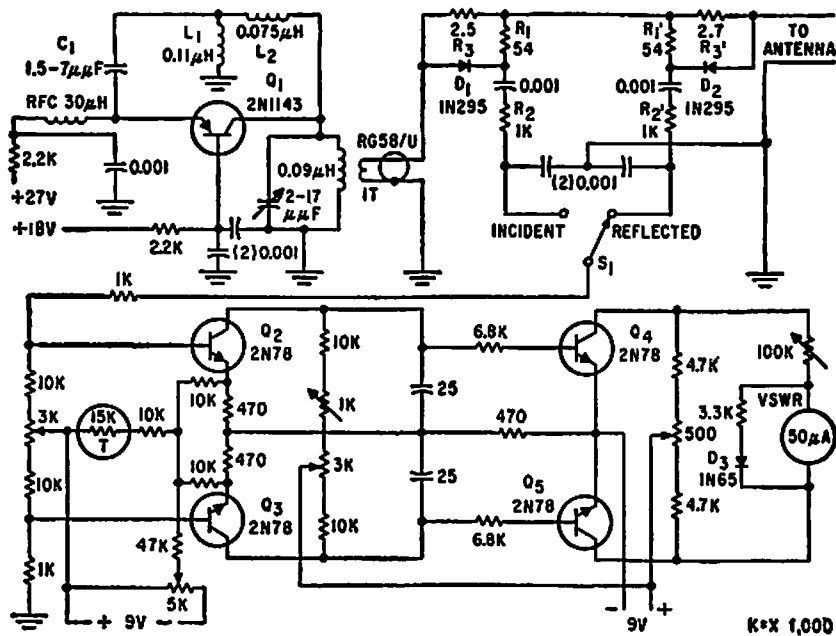 C1
1.5-7µµF
L1
0.11µH
0.075µH
L2
Q1
2N1143
RFC 30µH
2.2K
0.001
+27V
+18V
2.2K
(2)0.001
0.09µH
2-17
µµF
RG58/U
1T
2.5
R3
D1
1N295
R1
54
0.001
R2
1K
R1'
54
2.7
R3'
D2
1N295
0.001
R2'
1K
TO
ANTENNA
(2)0.001
INCIDENT
REFLECTED
S1
1K
10K
3K
10K
1K
15K
T
10K
47K
5K
+ 9V -
Q2
2N78
10K
470
10K
470
Q3
2N78
10K
1K
3K
10K
25
25
6.8K
470
6.8K
Q4
2N78
Q5
2N78
4.7K
500
4.7K
100K
VSWR
3.3K
50µA
D3
1N65
- +
9V
K=X 1,000